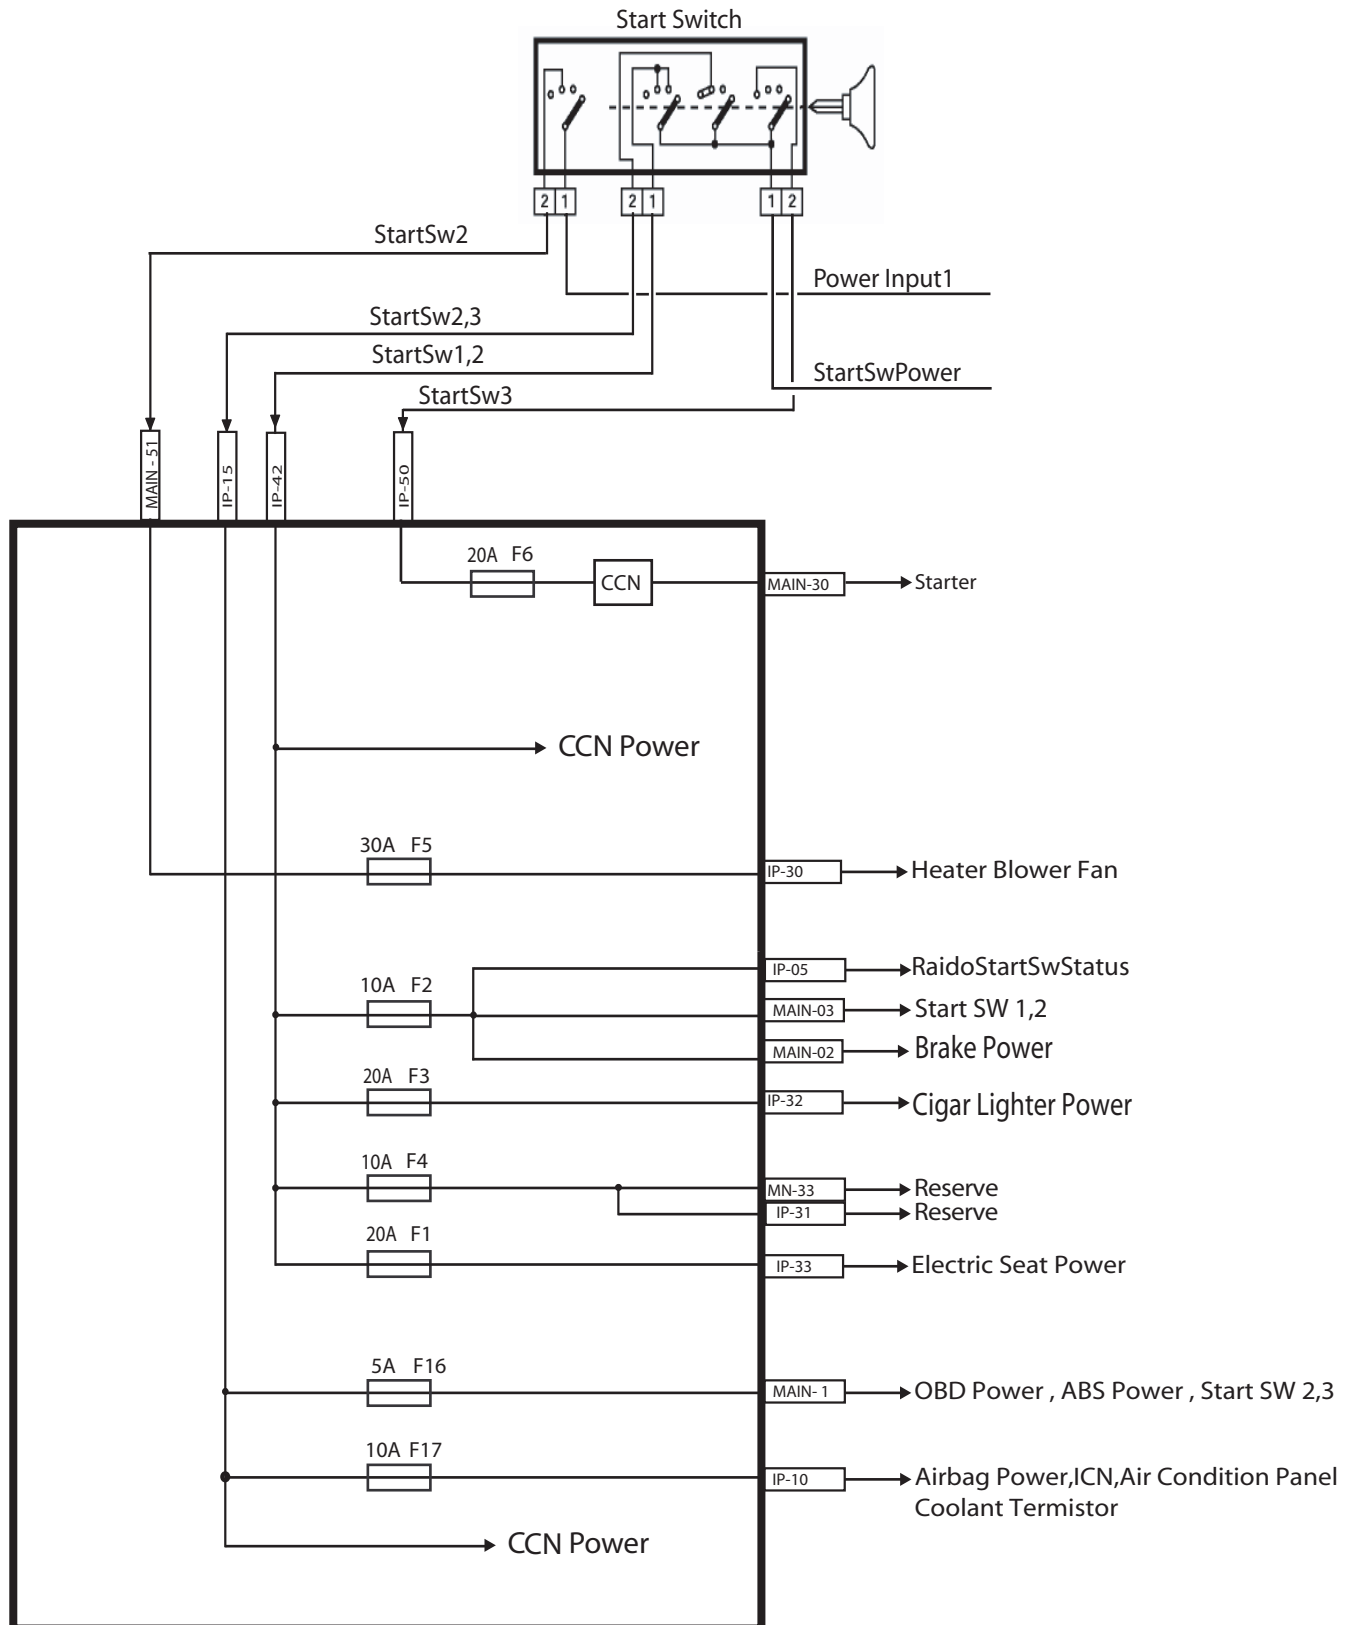 Start Switch
2 1 2 1 1 2
StartSw2
Power Input1
StartSw2,3
StartSw1,2
StartSwPower
StartSw3
MAIN - 51
IP-15
IP-42
IP-50
20A F6
CCN
MAIN-30
Starter
CCN Power
30A F5
IP-30
Heater Blower Fan
IP-05
RaidoStartSwStatus
10A F2
MAIN-03
Start SW 1,2
MAIN-02
Brake Power
20A F3
IP-32
Cigar Lighter Power
10A F4
MN-33
Reserve
IP-31
Reserve
20A F1
IP-33
Electric Seat Power
5A F16
MAIN- 1
OBD Power , ABS Power , Start SW 2,3
10A F17
IP-10
Airbag Power,ICN,Air Condition Panel
Coolant Termistor
CCN Power